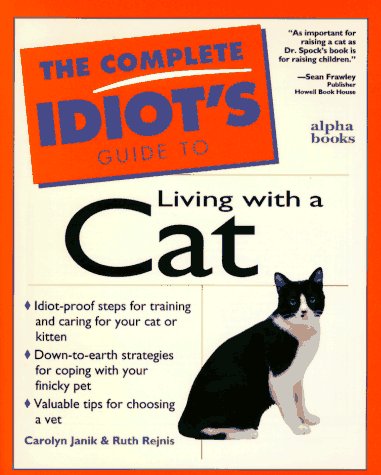 THE COMPLETE
IDIOT'S
GUIDE TO
"As important for
raising a cat as
Dr. Spock's book is
for raising children."
—Sean Frawley
Publisher
Howell Book House
alpha
books
Living with a
Cat
♦ Idiot-proof steps for training
and caring for your cat or
kitten
♦ Down-to-earth strategies
for coping with your
finicky pet
♦ Valuable tips for choosing
a vet
Carolyn Janik & Ruth Rejnis